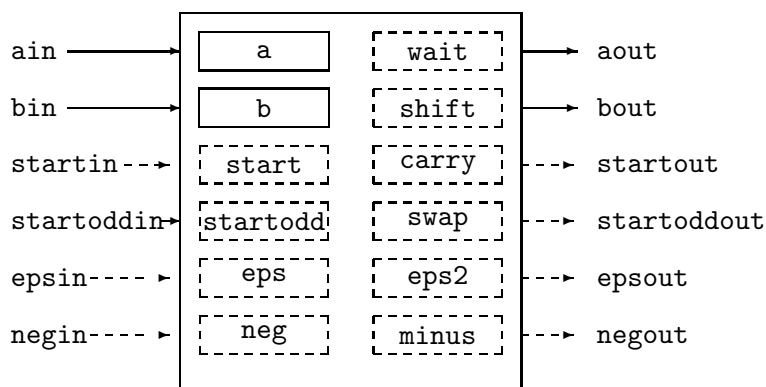 ain a wait aout
bin b shift bout
startin start carry startout
startoddin startodd swap startoddout
epsin eps eps2 epsout
negin neg minus negout